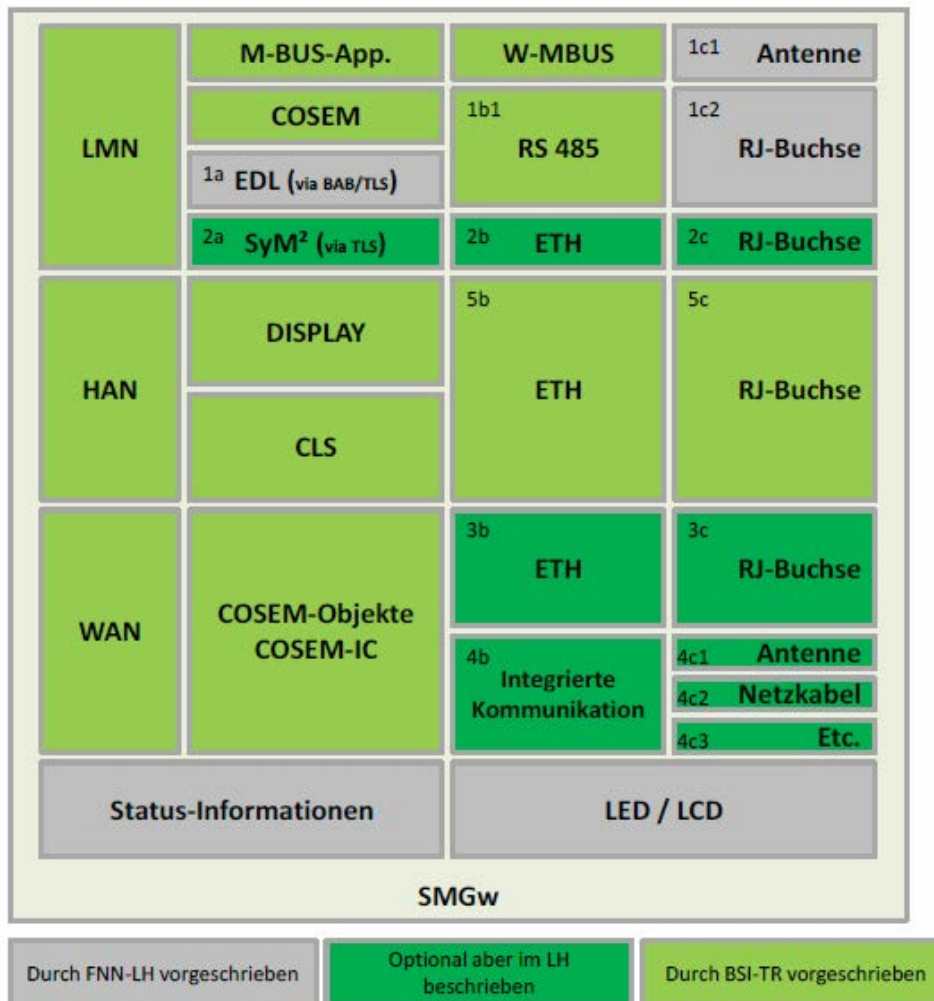 LMN
M-BUS-App.
W-MBUS
1c1 Antenne
COSEM
1b1
RS 485
1c2
RJ-Buchse
1a EDL (via BAB/TLS)
2a SyM² (via TLS)
2b ETH
2c RJ-Buchse
HAN
DISPLAY
CLS
5b
ETH
5c
RJ-Buchse
WAN
COSEM-Objekte
COSEM-IC
3b
ETH
3c
RJ-Buchse
4b
Integrierte
Kommunikation
4c1 Antenne
4c2 Netzkabel
4c3 Etc.
Status-Informationen
LED / LCD
SMGw
Durch FNN-LH vorgeschrieben
Optional aber im LH
beschrieben
Durch BSI-TR vorgeschrieben